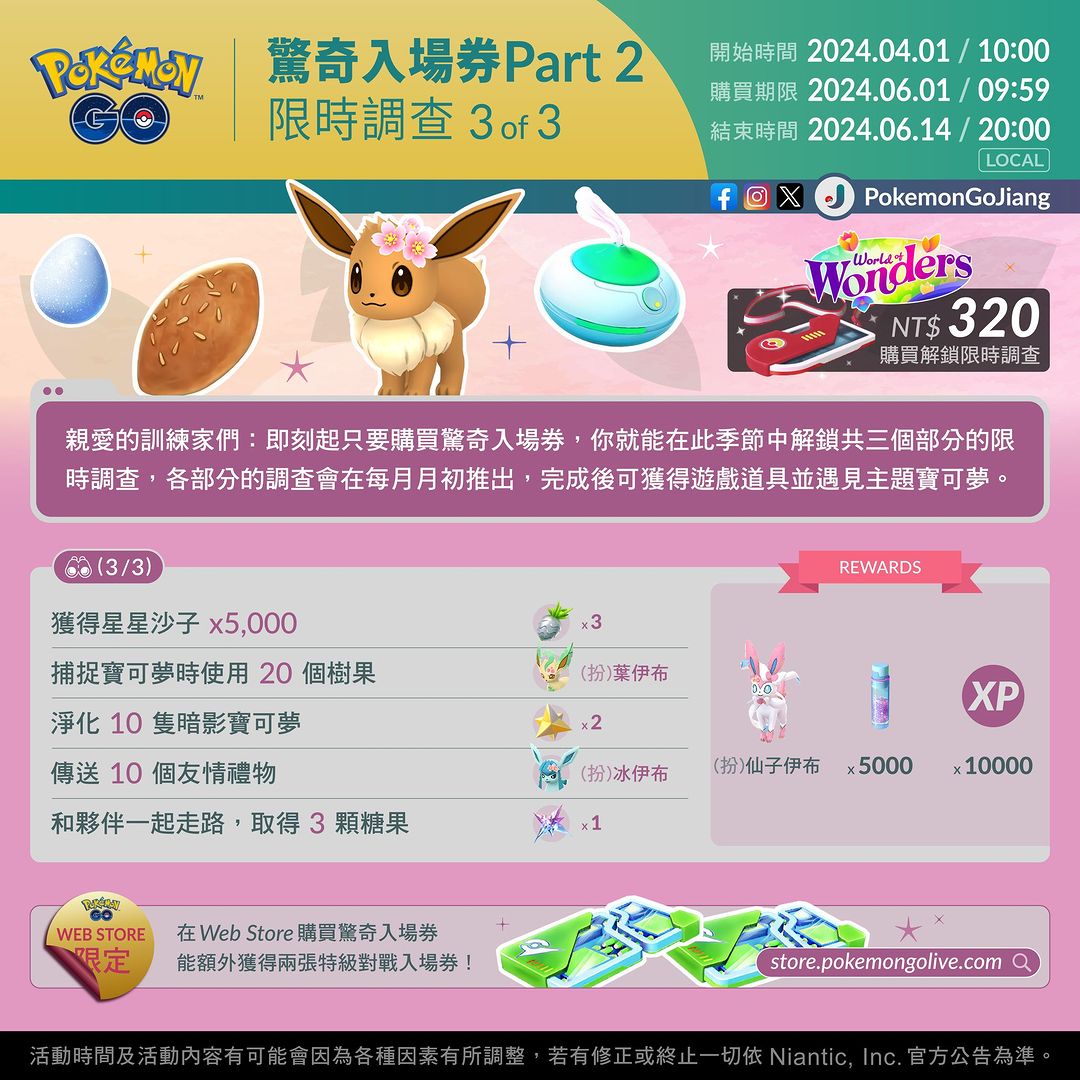 POKÉMON GO TM
驚奇入場券Part 2
限時調查 3 of 3
開始時間 2024.04.01 / 10:00
購買期限 2024.06.01 / 09:59
結束時間 2024.06.14 / 20:00
LOCAL
PokemonGoJiang
World of
Wonders
NT$ 320
購買解鎖限時調查
親愛的訓練家們：即刻起只要購買驚奇入場券，你就能在此季節中解鎖共三個部分的限
時調查，各部分的調查會在每月月初推出，完成後可獲得遊戲道具並遇見主題寶可夢。
(3/3)
獲得星星沙子 x5,000 x3
捕捉寶可夢時使用 20 個樹果 (扮)葉伊布
淨化 10 隻暗影寶可夢 x2
傳送 10 個友情禮物 (扮)冰伊布
和夥伴一起走路，取得 3 顆糖果 x1
REWARDS
XP
(扮)仙子伊布 x5000 x10000
POKÉMON GO
WEB STORE
限定
在Web Store購買驚奇入場券
能額外獲得兩張特級對戰入場券！
store.pokemongolive.com
活動時間及活動內容有可能會因為各種因素有所調整，若有修正或終止一切依 Niantic, Inc. 官方公告為準。